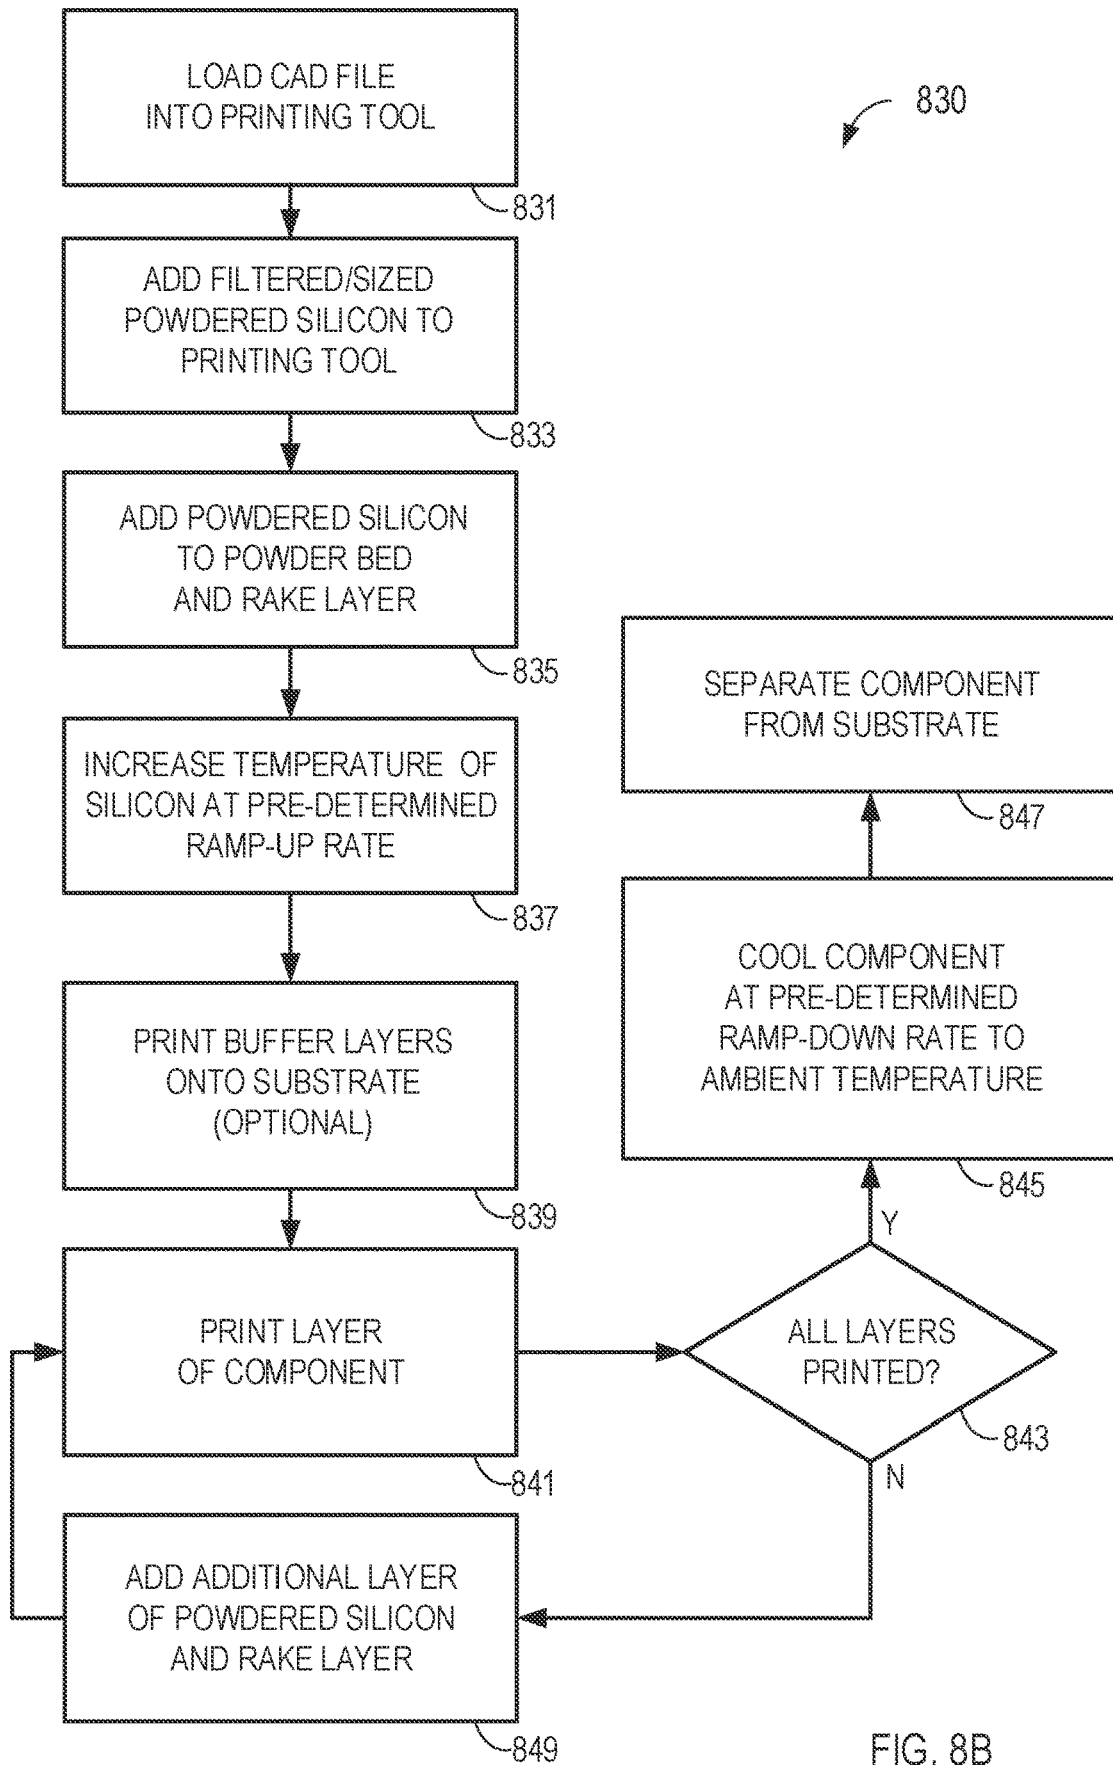 LOAD CAD FILE
INTO PRINTING TOOL
831
830
ADD FILTERED/SIZED
POWDERED SILICON TO
PRINTING TOOL
833
ADD POWDERED SILICON
TO POWDER BED
AND RAKE LAYER
835
INCREASE TEMPERATURE OF
SILICON AT PRE-DETERMINED
RAMP-UP RATE
837
PRINT BUFFER LAYERS
ONTO SUBSTRATE
(OPTIONAL)
839
PRINT LAYER
OF COMPONENT
841
ALL LAYERS
PRINTED?
843
Y
N
COOL COMPONENT
AT PRE-DETERMINED
RAMP-DOWN RATE TO
AMBIENT TEMPERATURE
845
SEPARATE COMPONENT
FROM SUBSTRATE
847
ADD ADDITIONAL LAYER
OF POWDERED SILICON
AND RAKE LAYER
849
FIG. 8B